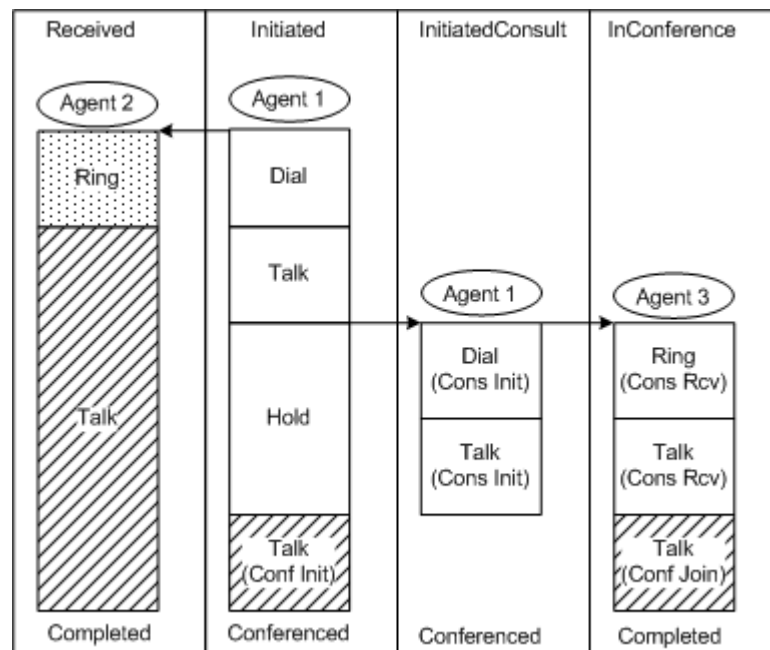 Received
Initiated
InitiatedConsult
InConference
Agent 2
Agent 1
Ring
Dial
Talk
Agent 1
Agent 3
Dial
(Cons Init)
Ring
(Cons Rcv)
Talk
Hold
Talk
(Cons Init)
Talk
(Cons Rcv)
Talk
(Conf Init)
Talk
(Conf Join)
Completed
Conferenced
Conferenced
Completed